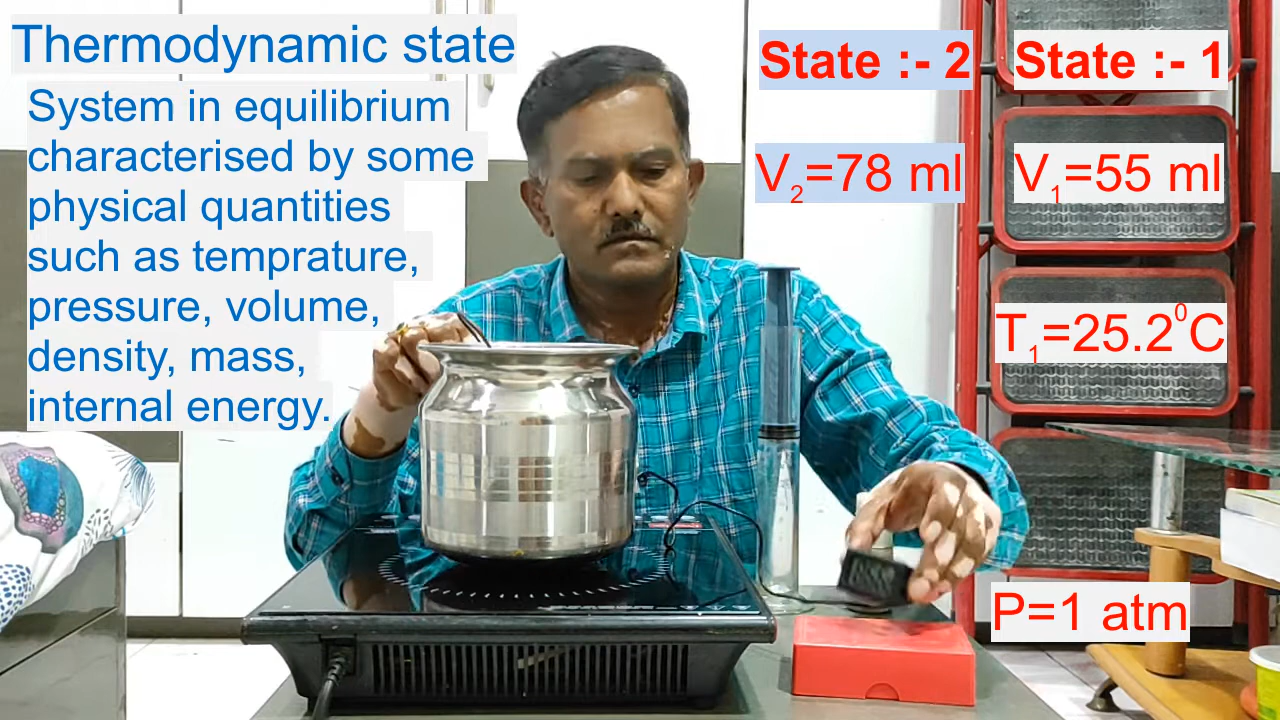 Thermodynamic state
System in equilibrium
characterised by some
physical quantities
such as temprature,
pressure, volume,
density, mass,
internal energy.
State :- 2
State :- 1
V₂=78 ml
V₁=55 ml
T₁=25.2⁰C
P=1 atm